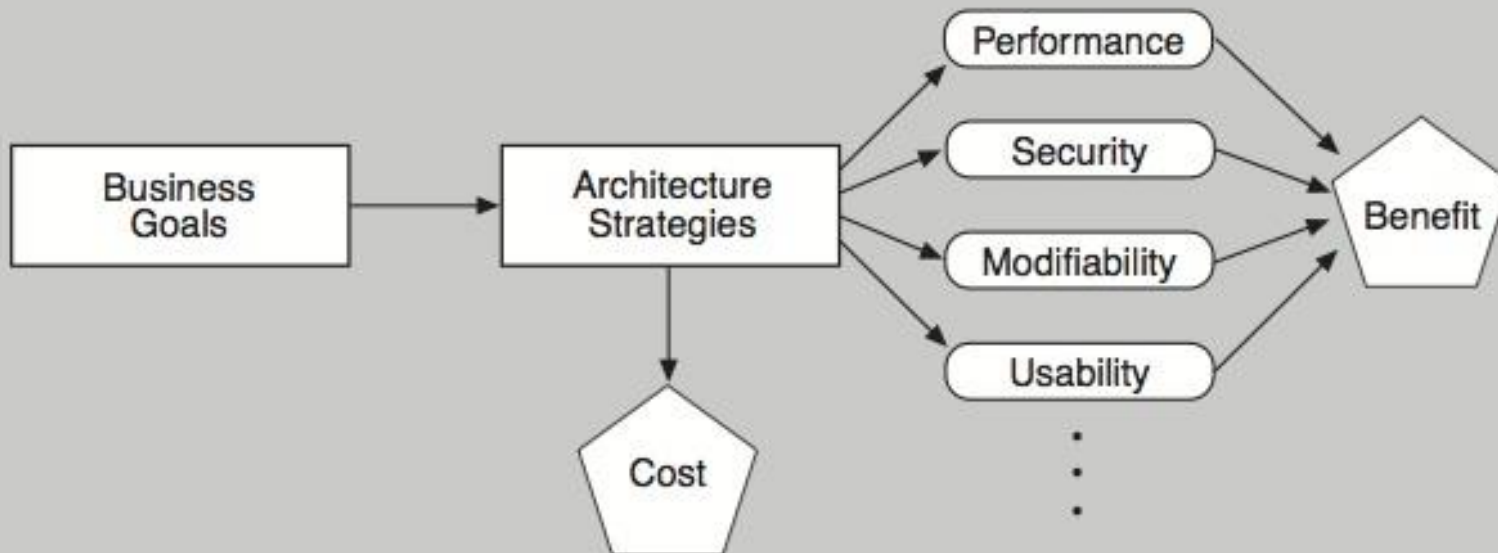 Business
Goals
Architecture
Strategies
Performance
Security
Modifiability
Usability
Benefit
Cost